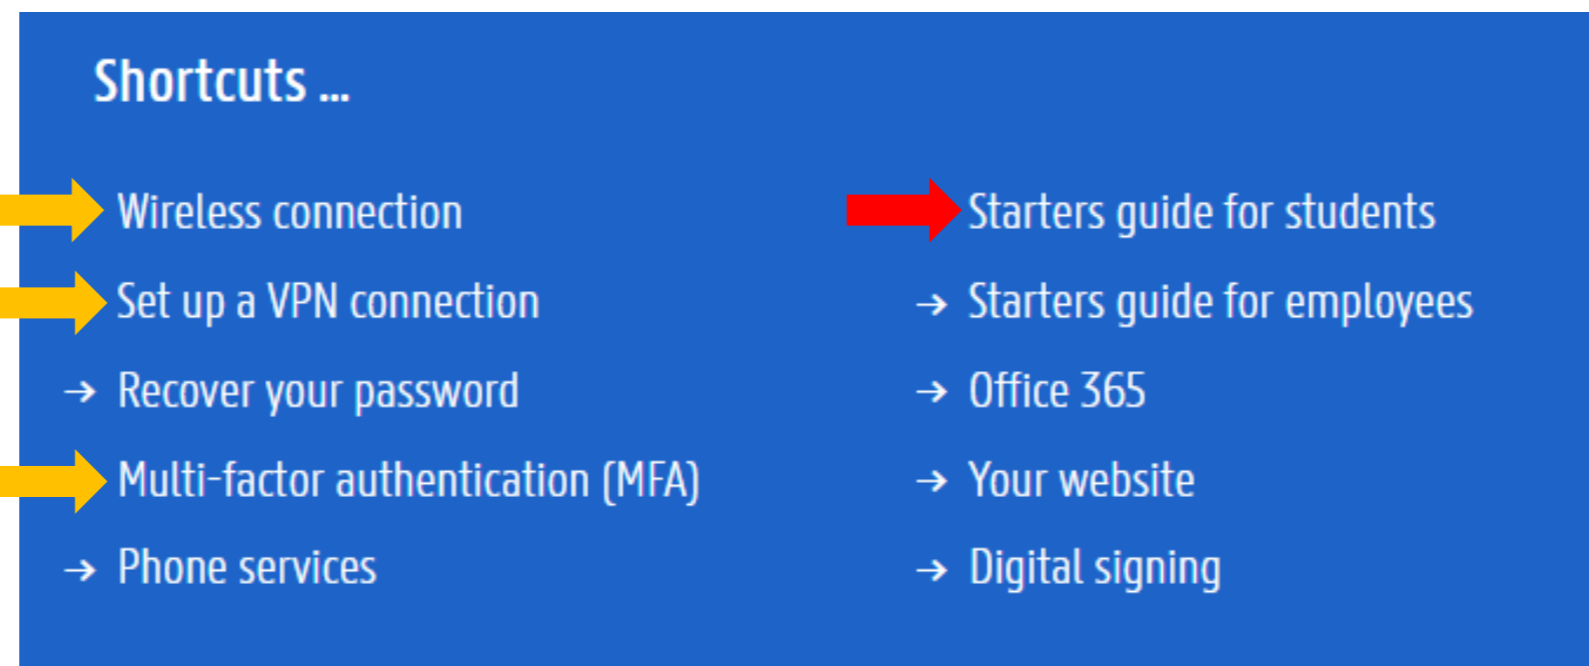 Shortcuts ...
Wireless connection
Set up a VPN connection
→ Recover your password
Multi-factor authentication (MFA)
→ Phone services
Starters guide for students
→ Starters guide for employees
→ Office 365
→ Your website
→ Digital signing